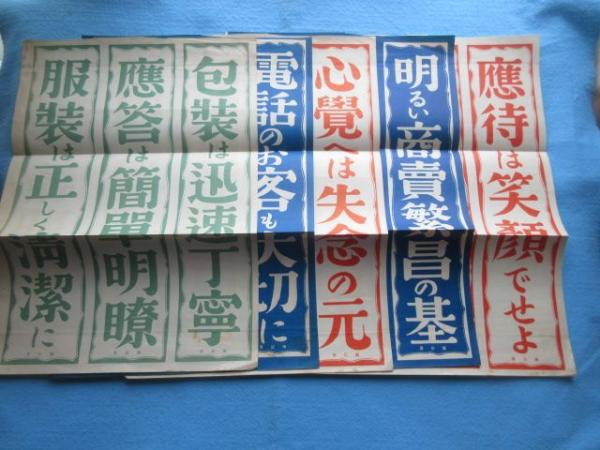 應待は笑顔でせよ
明るい商賣繁昌の基
心覺へは失念の元
電話のお客も大切に
包装は迅速丁寧
應答は簡單明瞭
服装は正しく清潔に